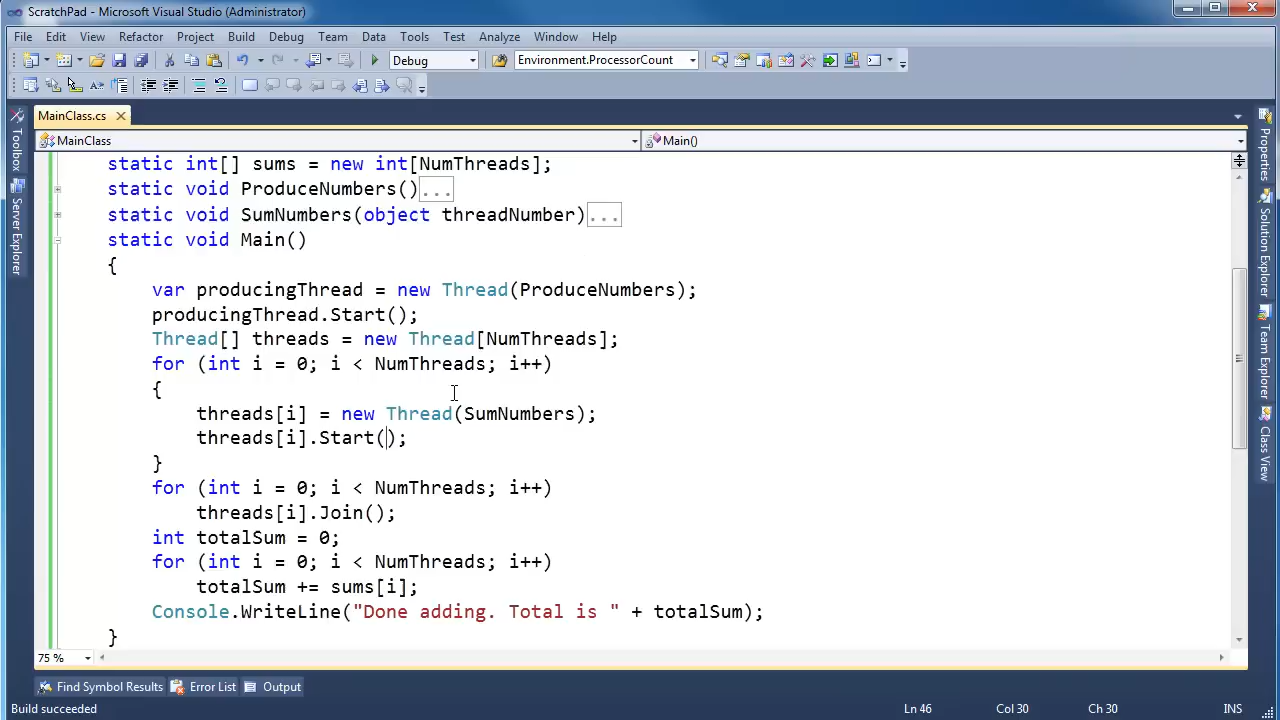 ScratchPad - Microsoft Visual Studio (Administrator)
File Edit View Refactor Project Build Debug Team Data Tools Test Analyze Window Help
Debug Environment.ProcessorCount
MainClass.cs
MainClass Main()
Toolbox
Server Explorer
static int[] sums = new int[NumThreads];
static void ProduceNumbers()...
static void SumNumbers(object threadNumber)...
static void Main()
{
var producingThread = new Thread(ProduceNumbers);
producingThread.Start();
Thread[] threads = new Thread[NumThreads];
for (int i = 0; i < NumThreads; i++)
{
threads[i] = new Thread(SumNumbers);
threads[i].Start();
}
for (int i = 0; i < NumThreads; i++)
threads[i].Join();
int totalSum = 0;
for (int i = 0; i < NumThreads; i++)
totalSum += sums[i];
Console.WriteLine("Done adding. Total is " + totalSum);
}
Properties
Solution Explorer
Team Explorer
Class View
75 %
Find Symbol Results Error List Output
Build succeeded Ln 46 Col 30 Ch 30 INS